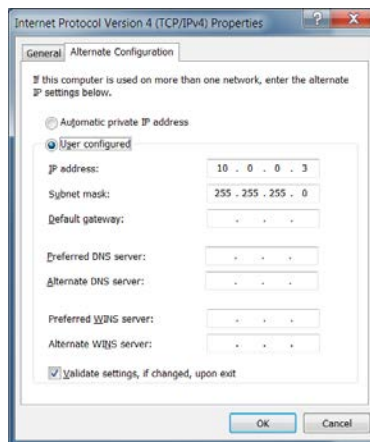 Internet Protocol Version 4 (TCP/IPv4) Properties
? X
General Alternate Configuration
If this computer is used on more than one network, enter the alternate
IP settings below.
Automatic private IP address
User configured
IP address: 10 . 0 . 0 . 3
Subnet mask: 255 . 255 . 255 . 0
Default gateway: . . .
Preferred DNS server: . . .
Alternate DNS server: . . .
Preferred WINS server: . . .
Alternate WINS server: . . .
Validate settings, if changed, upon exit
OK Cancel